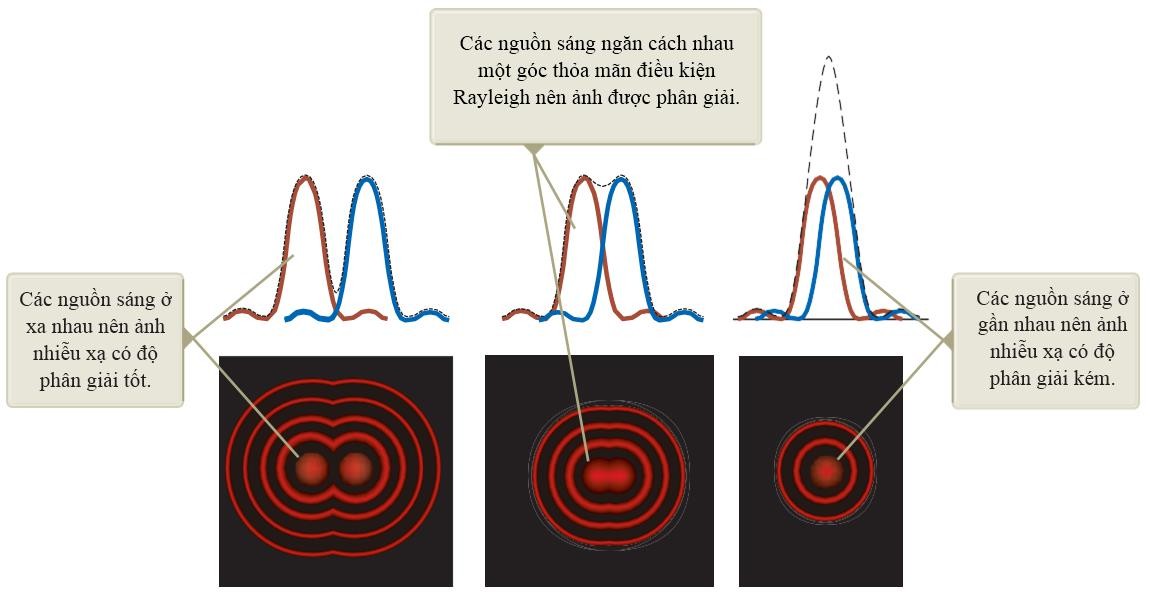 Các nguồn sáng ngăn cách nhau
một góc thỏa mãn điều kiện
Rayleigh nên ảnh được phân giải.
Các nguồn sáng ở
xa nhau nên ảnh
nhiễu xạ có độ
phân giải tốt.
Các nguồn sáng ở
gần nhau nên ảnh
nhiễu xạ có độ
phân giải kém.